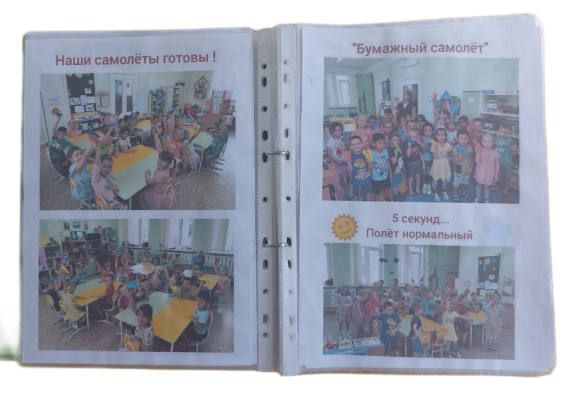 Наши самолёты готовы !
"Бумажный самолёт"
5 секунд...
Полёт нормальный